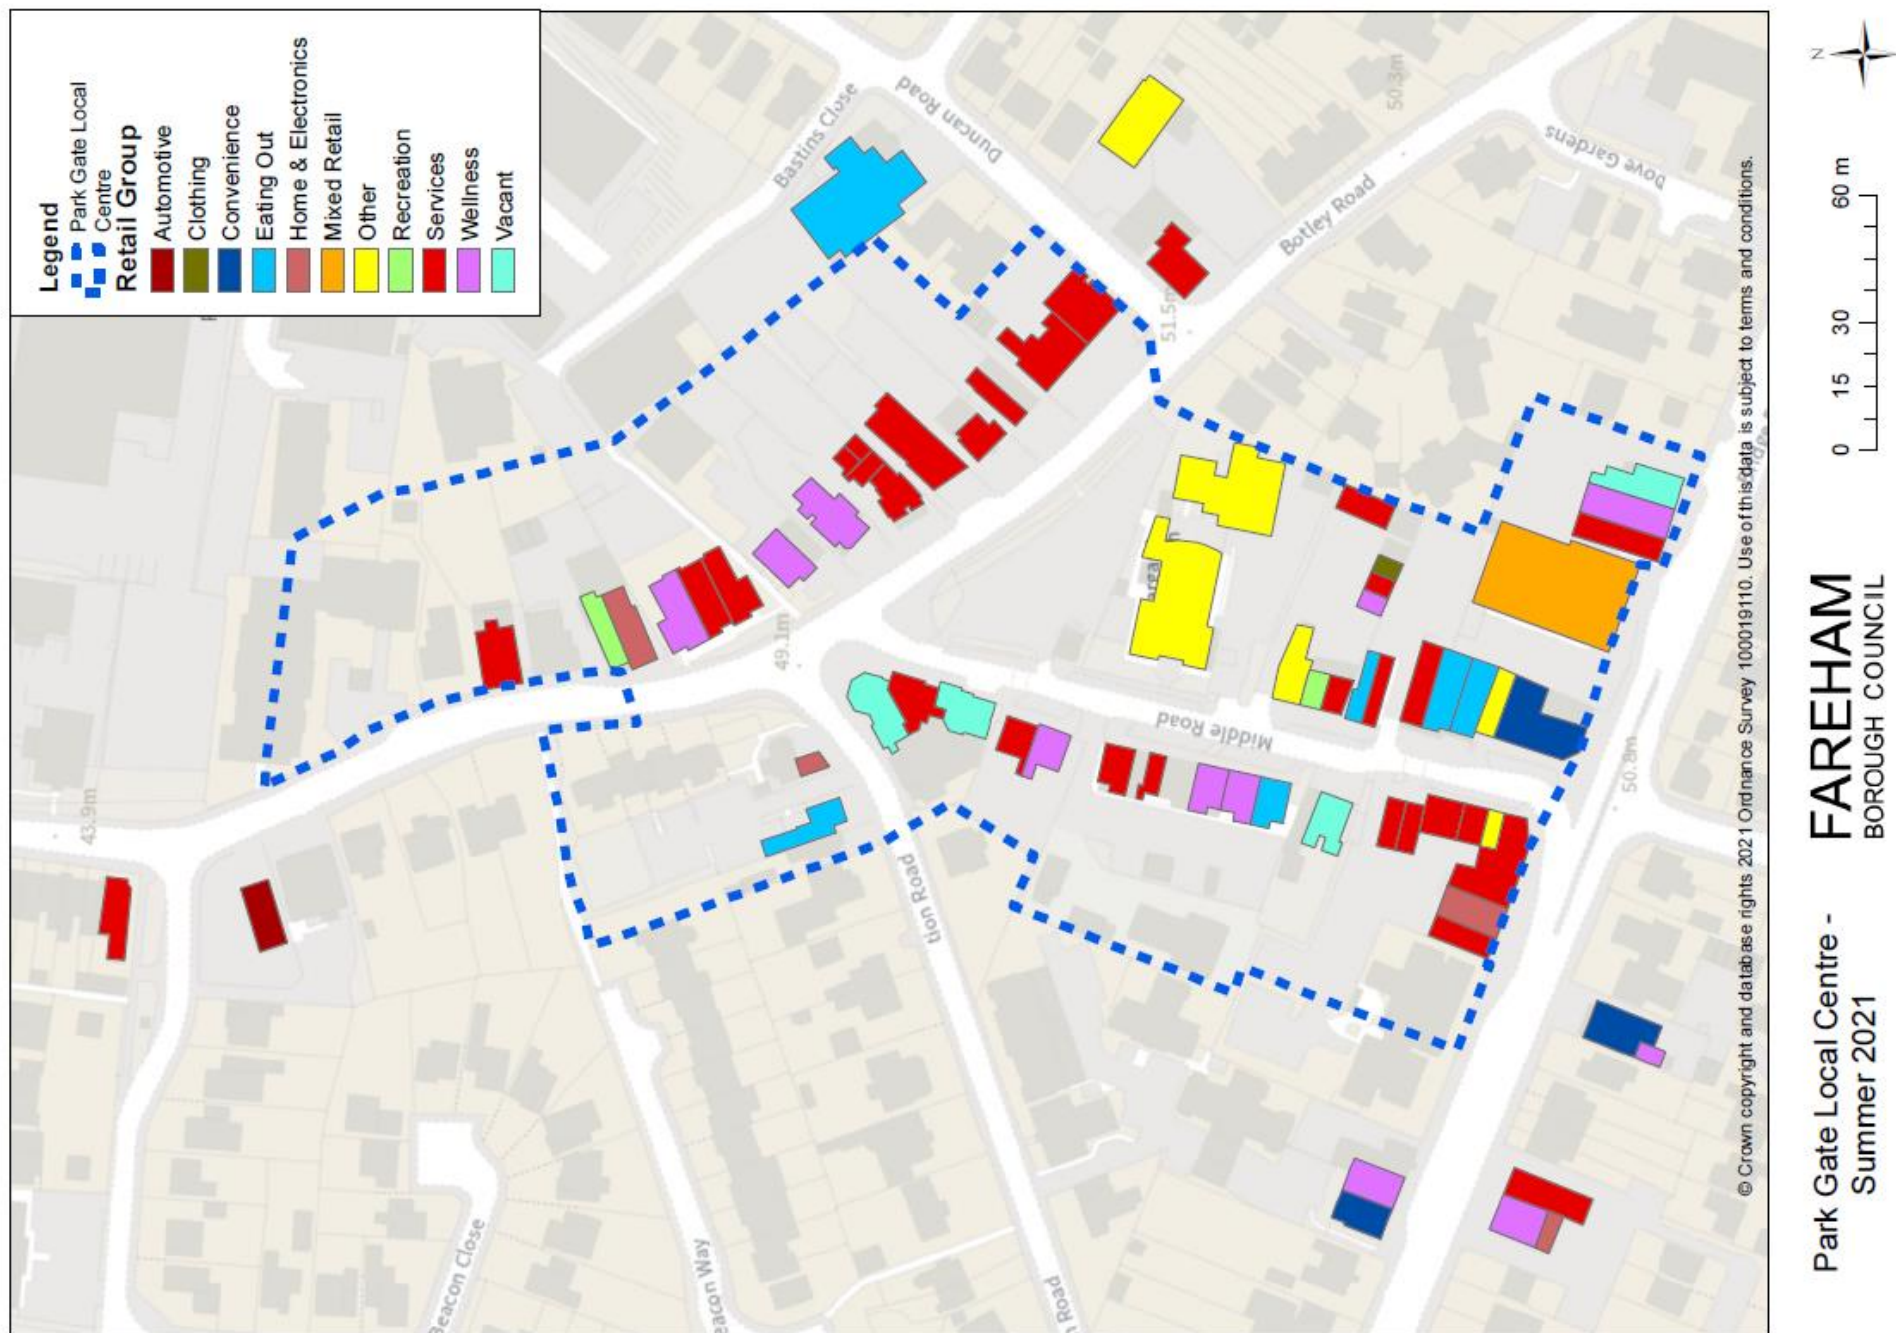 Legend
Park Gate Local
Centre
Retail Group
Automotive
Clothing
Convenience
Eating Out
Home & Electronics
Mixed Retail
Other
Recreation
Services
Wellness
Vacant
Bastins Close
Duncan Road
50.3m
Dove Gardens
Botley Road
51.5m
49.1m
Middle Road
50.8m
43.9m
tion Road
Beacon Close
Beacon Way
n Road
© Crown copyright and database rights 2021 Ordnance Survey 100019110. Use of this data is subject to terms and conditions.
N
0 15 30 60 m
Park Gate Local Centre -
Summer 2021
FAREHAM
BOROUGH COUNCIL